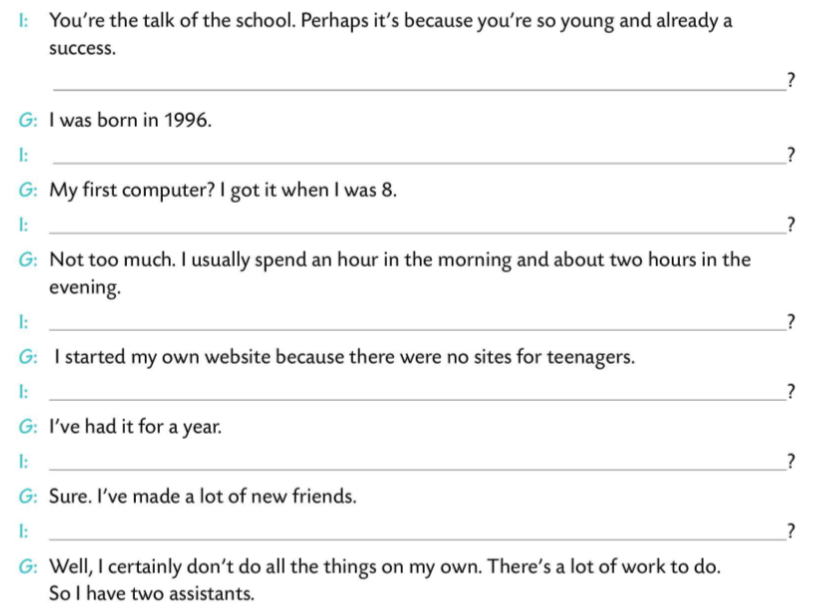 I: You're the talk of the school. Perhaps it's because you're so young and already a
success.
?
G: I was born in 1996.
I: ?
G: My first computer? I got it when I was 8.
I: ?
G: Not too much. I usually spend an hour in the morning and about two hours in the
evening.
I: ?
G: I started my own website because there were no sites for teenagers.
I: ?
G: I've had it for a year.
I: ?
G: Sure. I've made a lot of new friends.
I: ?
G: Well, I certainly don't do all the things on my own. There's a lot of work to do.
So I have two assistants.